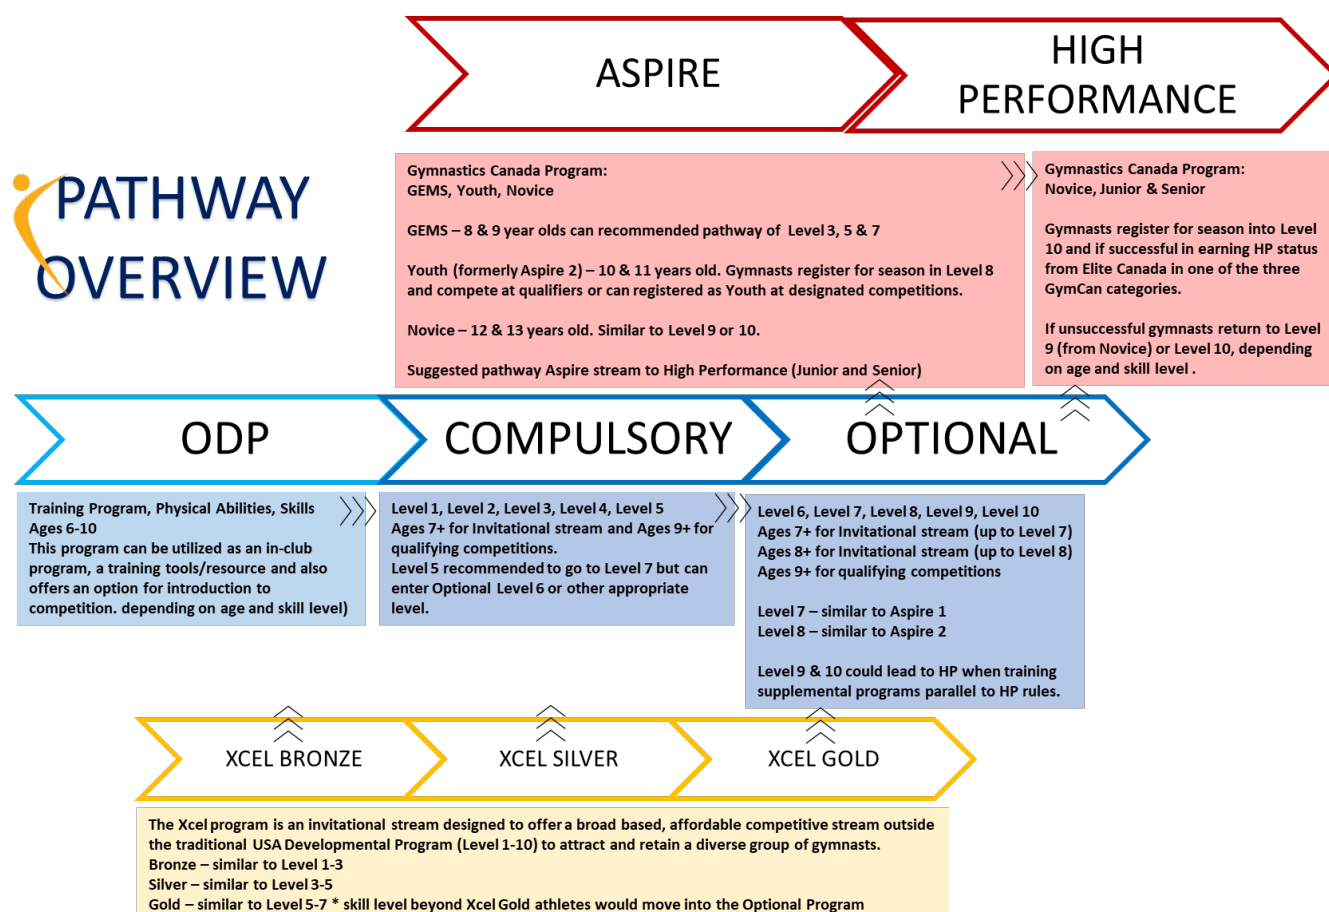 ASPIRE
HIGH
PERFORMANCE
PATHWAY
OVERVIEW
Gymnastics Canada Program:
GEMS, Youth, Novice
GEMS – 8 & 9 year olds can recommended pathway of Level 3, 5 & 7
Youth (formerly Aspire 2) – 10 & 11 years old. Gymnasts register for season in Level 8
and compete at qualifiers or can registered as Youth at designated competitions.
Novice – 12 & 13 years old. Similar to Level 9 or 10.
Suggested pathway Aspire stream to High Performance (Junior and Senior)
Gymnastics Canada Program:
Novice, Junior & Senior
Gymnasts register for season into Level
10 and if successful in earning HP status
from Elite Canada in one of the three
GymCan categories.
If unsuccessful gymnasts return to Level
9 (from Novice) or Level 10, depending
on age and skill level .
ODP
COMPULSORY
OPTIONAL
Training Program, Physical Abilities, Skills
Ages 6-10
This program can be utilized as an in-club
program, a training tools/resource and also
offers an option for introduction to
competition. depending on age and skill level)
Level 1, Level 2, Level 3, Level 4, Level 5
Ages 7+ for Invitational stream and Ages 9+ for
qualifying competitions.
Level 5 recommended to go to Level 7 but can
enter Optional Level 6 or other appropriate
level.
Level 6, Level 7, Level 8, Level 9, Level 10
Ages 7+ for Invitational stream (up to Level 7)
Ages 8+ for Invitational stream (up to Level 8)
Ages 9+ for qualifying competitions
Level 7 – similar to Aspire 1
Level 8 – similar to Aspire 2
Level 9 & 10 could lead to HP when training
supplemental programs parallel to HP rules.
XCEL BRONZE
XCEL SILVER
XCEL GOLD
The Xcel program is an invitational stream designed to offer a broad based, affordable competitive stream outside
the traditional USA Developmental Program (Level 1-10) to attract and retain a diverse group of gymnasts.
Bronze – similar to Level 1-3
Silver – similar to Level 3-5
Gold – similar to Level 5-7 * skill level beyond Xcel Gold athletes would move into the Optional Program